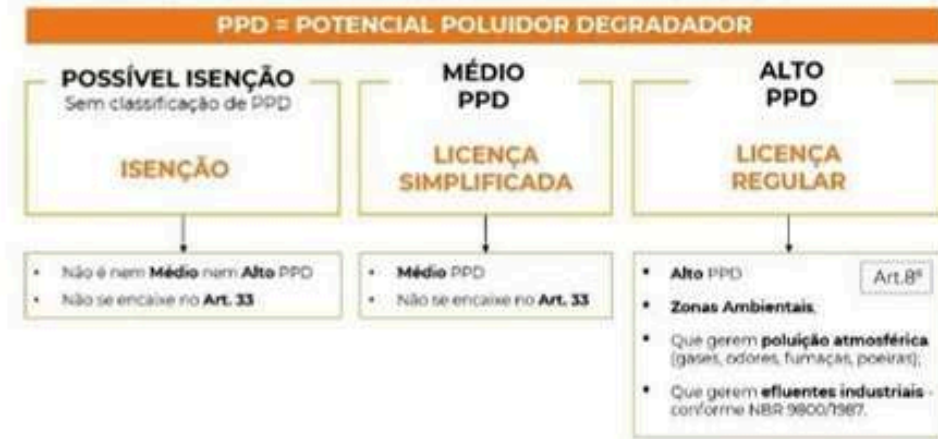 PPD = POTENCIAL POLUIDOR DEGRADADOR
POSSÍVEL ISENÇÃO
Sem classificação de PPD
ISENÇÃO
MÉDIO
PPD
LICENÇA
SIMPLIFICADA
ALTO
PPD
LICENÇA
REGULAR
• Não é nem Médio nem Alto PPD
• Não se encaixe no Art. 33
• Médio PPD
• Não se encaixe no Art. 33
• Alto PPD
Art.8º
• Zonas Ambientais;
• Que gerem poluição atmosférica
(gases, odores, fumaças, poeiras);
• Que gerem efluentes industriais -
conforme NBR 9800/1987.